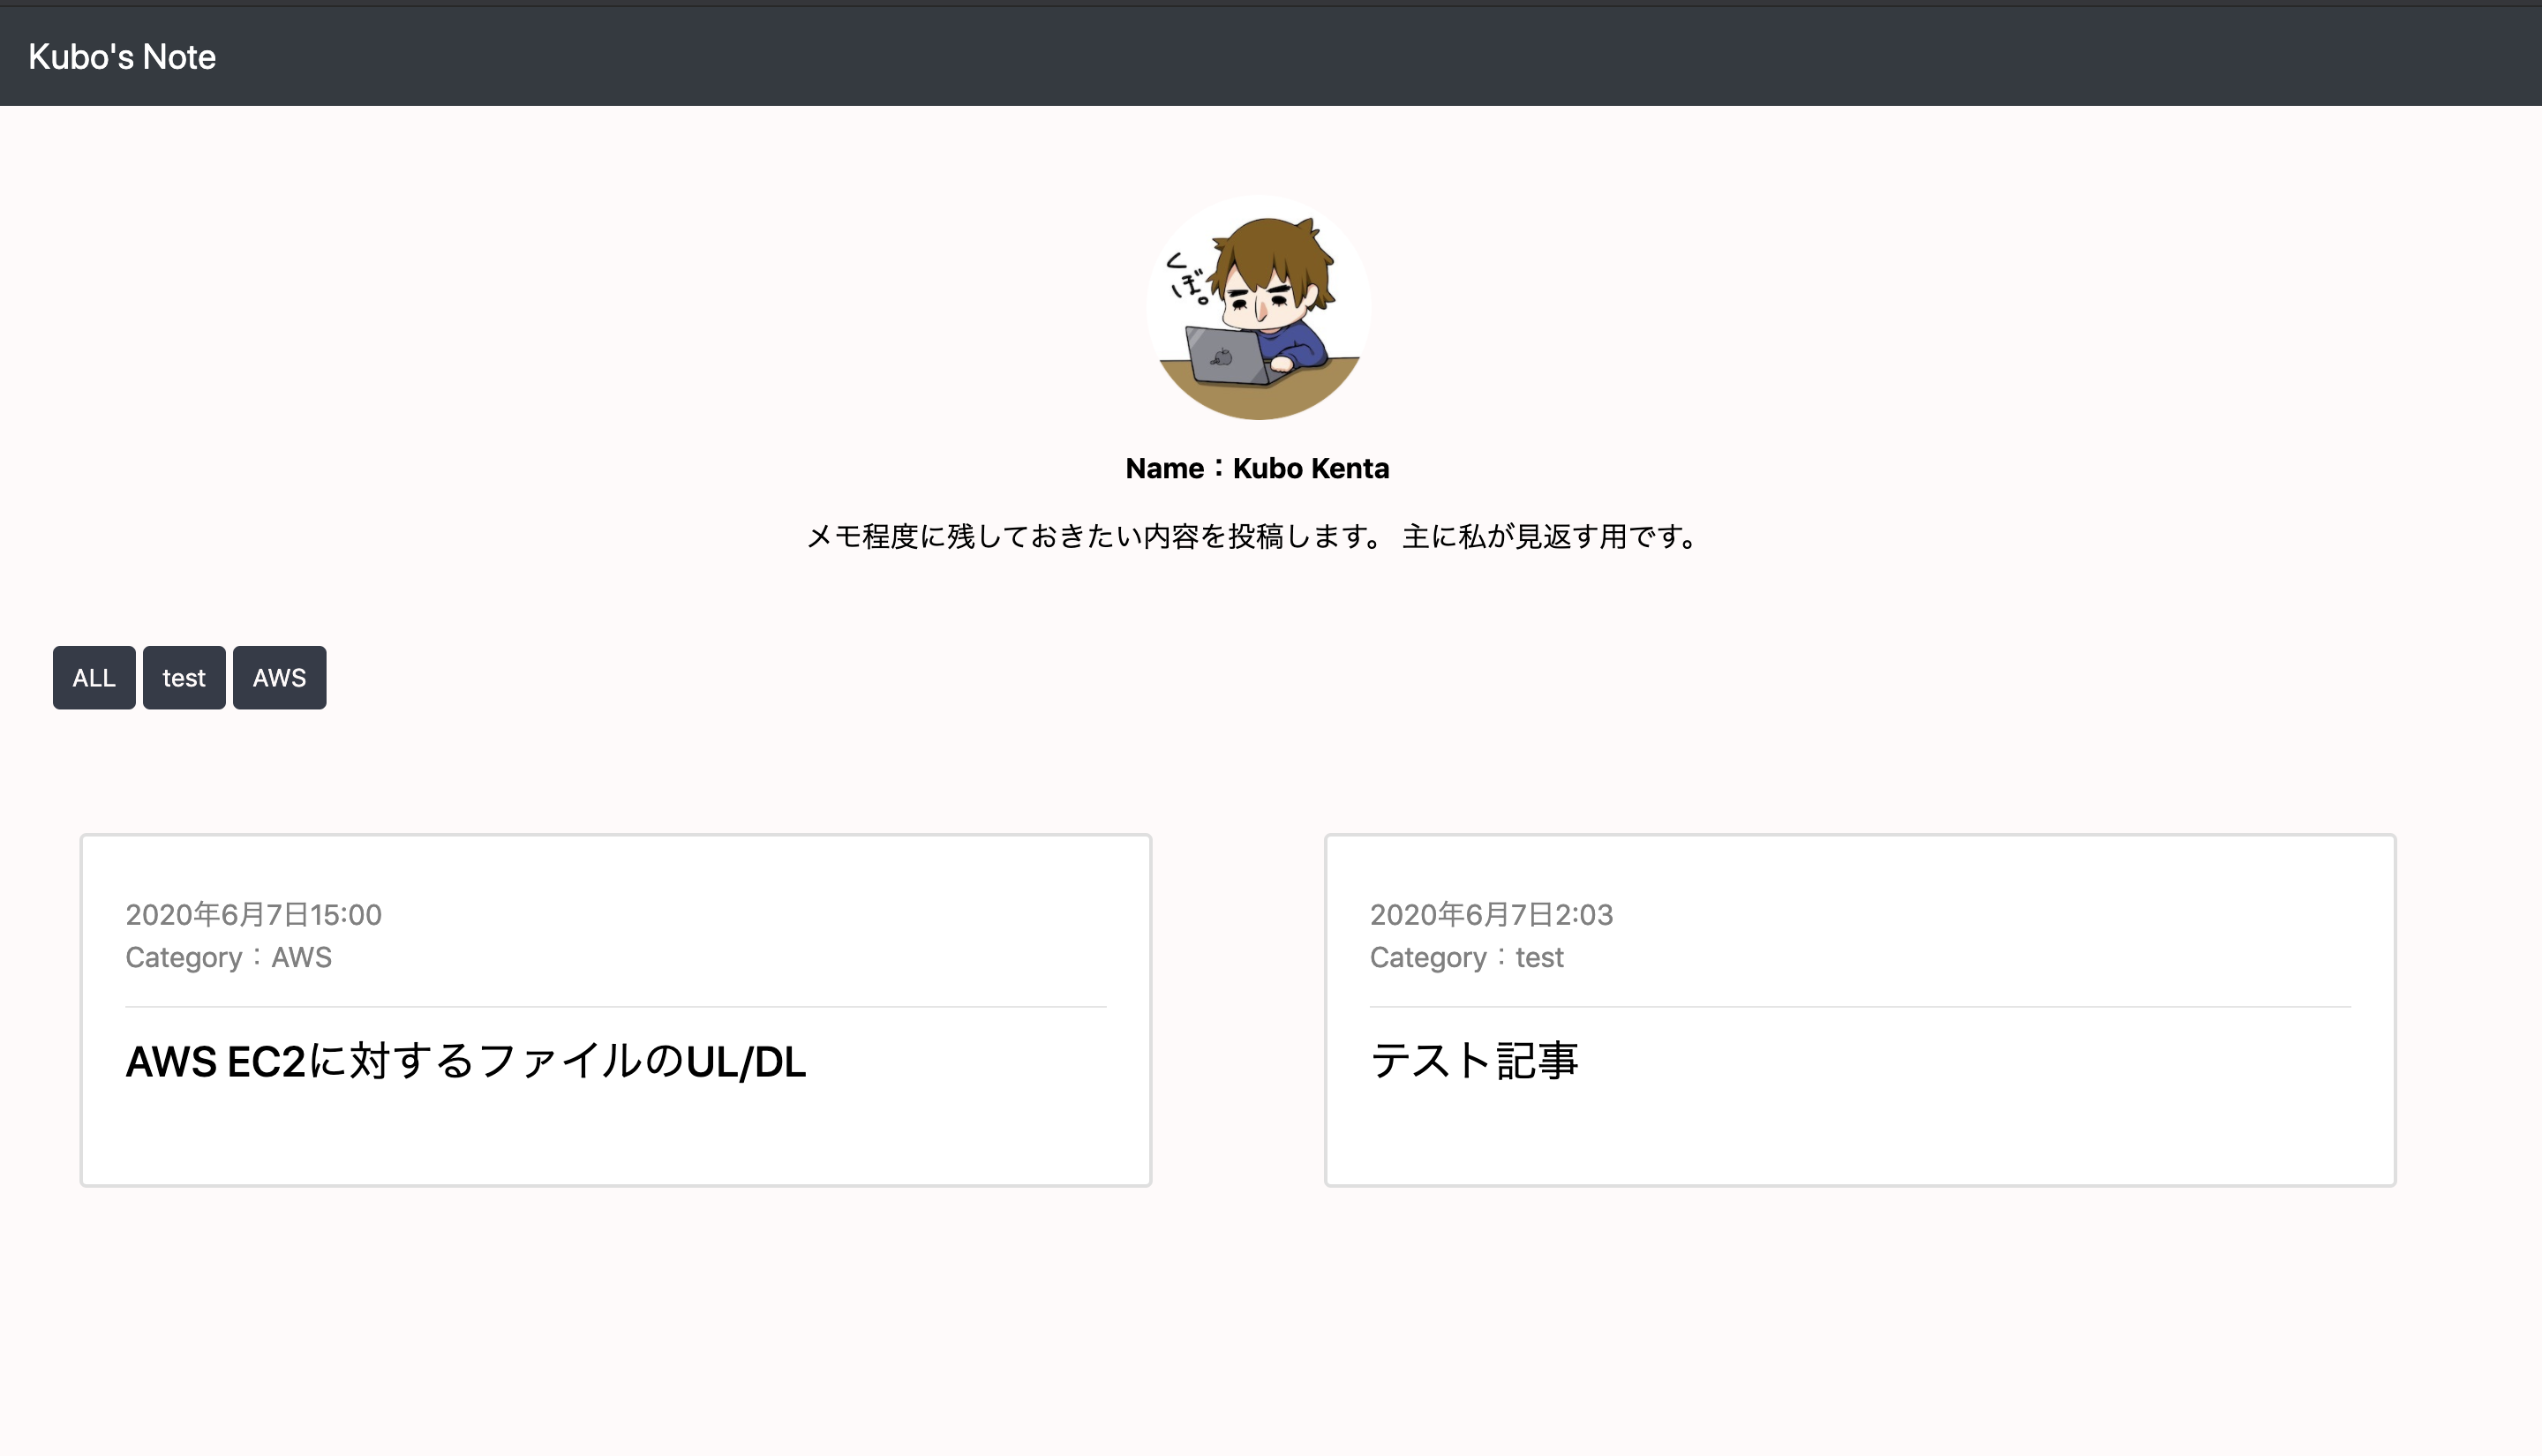 Kubo's Note
くぼ。
Name：Kubo Kenta
メモ程度に残しておきたい内容を投稿します。 主に私が見返す用です。
ALL test AWS
2020年6月7日15:00
Category：AWS
AWS EC2に対するファイルのUL/DL
2020年6月7日2:03
Category：test
テスト記事